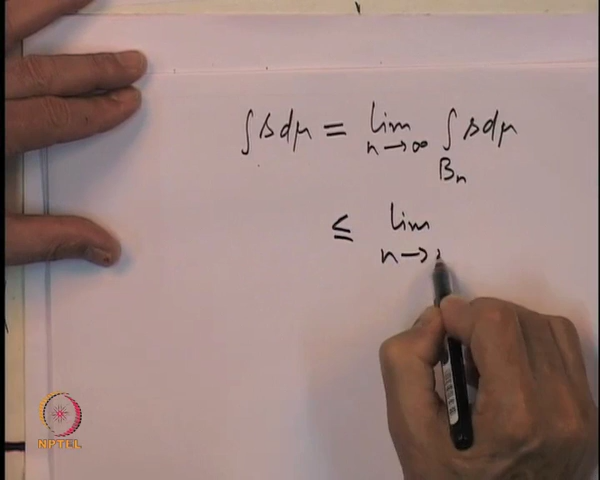 ∫ s dμ = lim n→∞ ∫ Bn s dμ
≤ lim n→
NPTEL